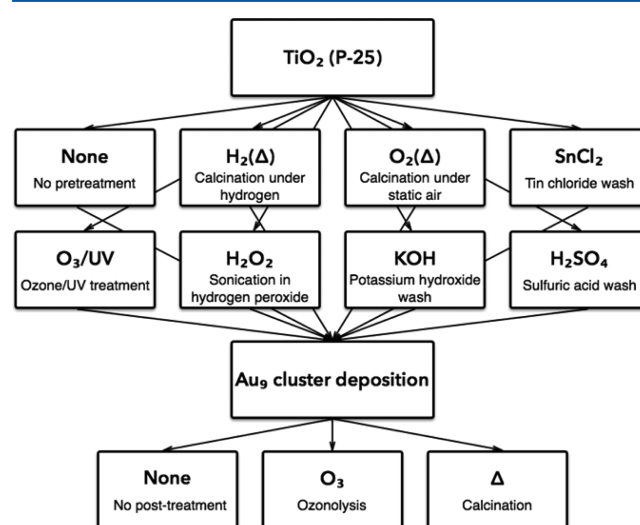 TiO₂ (P-25)
None
No pretreatment
H₂(Δ)
Calcination under
hydrogen
O₂(Δ)
Calcination under
static air
SnCl₂
Tin chloride wash
O₃/UV
Ozone/UV treatment
H₂O₂
Sonication in
hydrogen peroxide
KOH
Potassium hydroxide
wash
H₂SO₄
Sulfuric acid wash
Au₉ cluster deposition
None
No post-treatment
O₃
Ozonolysis
Δ
Calcination